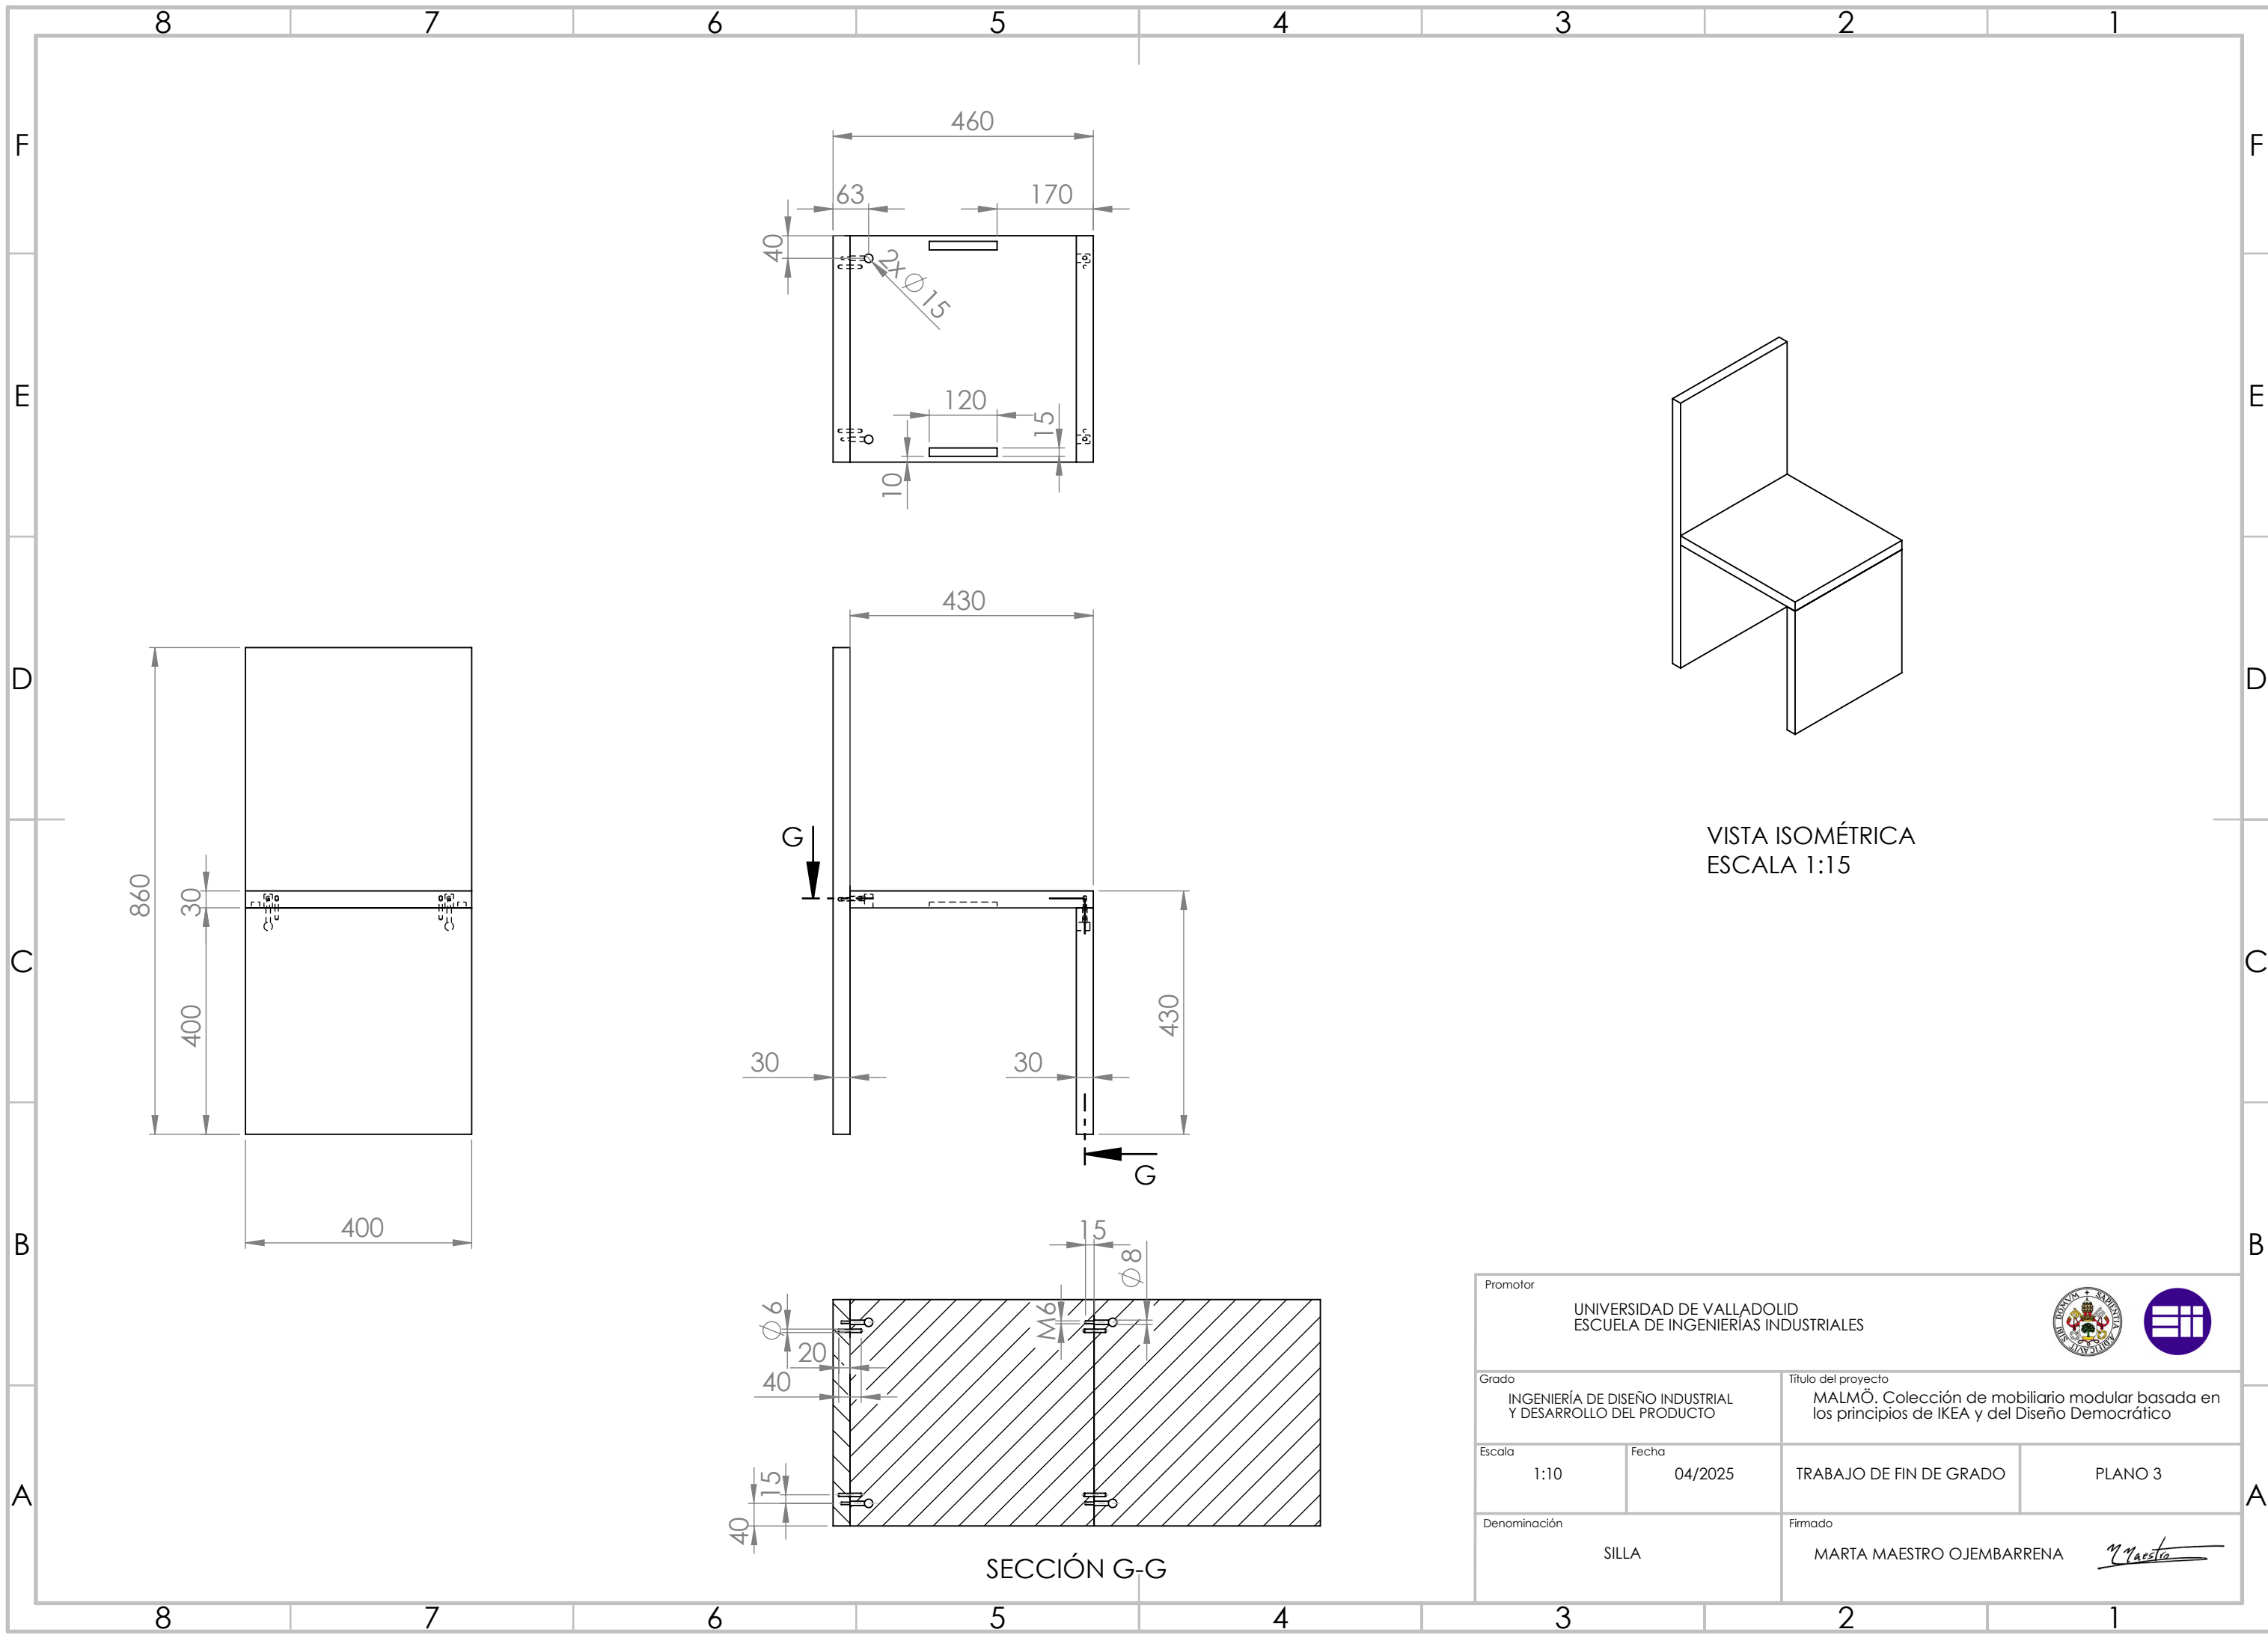 8 7 6 5 4 3 2 1
F F
E E
D D
C C
B B
A A
460
63 170
40
2x∅15
120
15
10
430
860
30
400
400
G
430
30
30
G
VISTA ISOMÉTRICA
ESCALA 1:15
15
∅8
∅6
M6
20
40
15
40
SECCIÓN G-G
Promotor
UNIVERSIDAD DE VALLADOLID
ESCUELA DE INGENIERÍAS INDUSTRIALES
Grado
INGENIERÍA DE DISEÑO INDUSTRIAL
Y DESARROLLO DEL PRODUCTO
Título del proyecto
MALMÖ. Colección de mobiliario modular basada en
los principios de IKEA y del Diseño Democrático
Escala
1:10
Fecha
04/2025
TRABAJO DE FIN DE GRADO
PLANO 3
Denominación
SILLA
Firmado
MARTA MAESTRO OJEMBARRENA
M Maestro
8 7 6 5 4 3 2 1